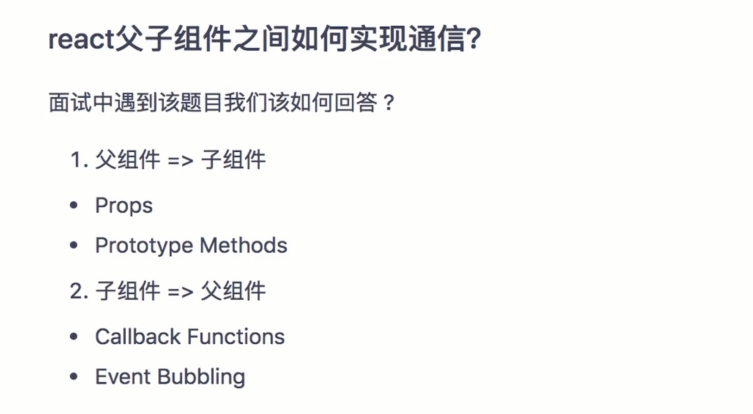 react父子组件之间如何实现通信?
面试中遇到该题目我们该如何回答？
1. 父组件 => 子组件
• Props
• Prototype Methods
2. 子组件 => 父组件
• Callback Functions
• Event Bubbling